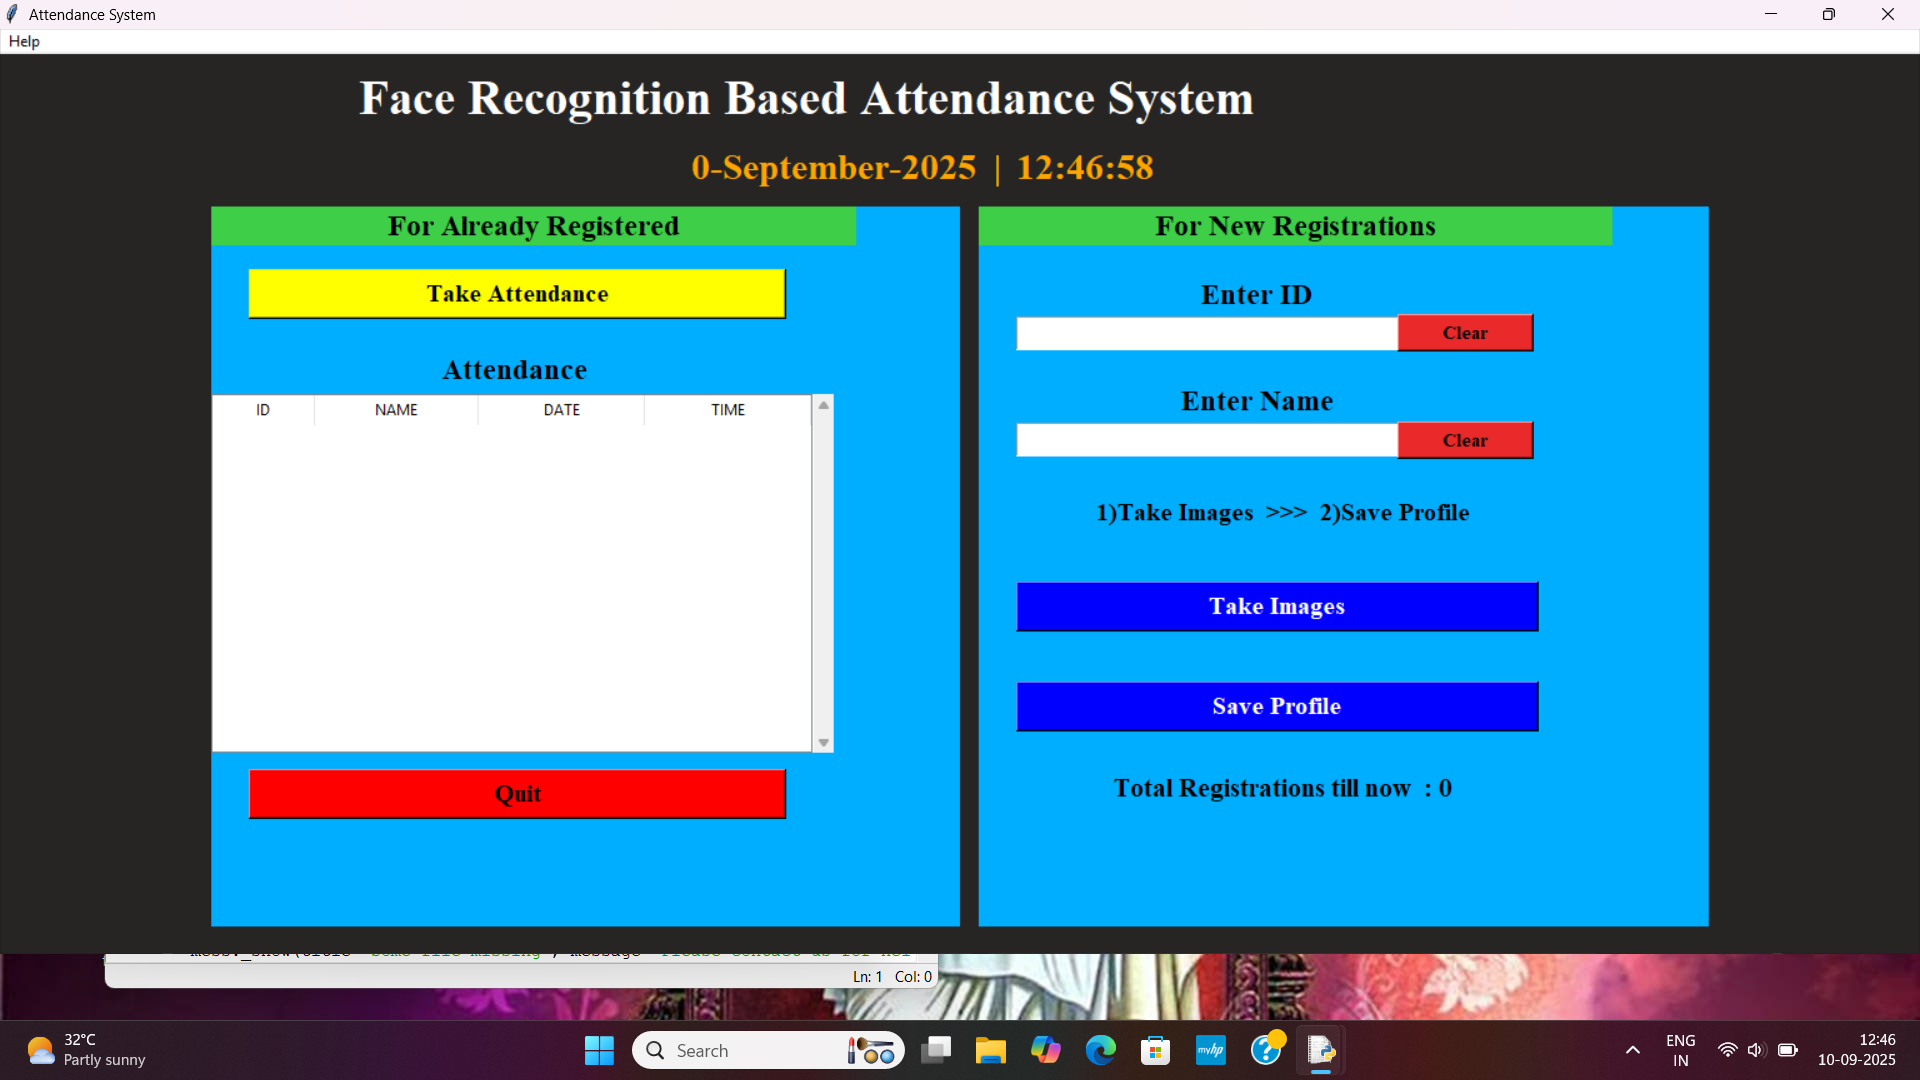 Attendance System
Help
Face Recognition Based Attendance System
0-September-2025 | 12:46:58
For Already Registered
Take Attendance
Attendance
ID NAME DATE TIME
Quit
For New Registrations
Enter ID
Clear
Enter Name
Clear
1)Take Images >>> 2)Save Profile
Take Images
Save Profile
Total Registrations till now : 0
Ln: 1 Col: 0
32°C
Partly sunny
Search
myhp
ENG
IN
12:46
10-09-2025